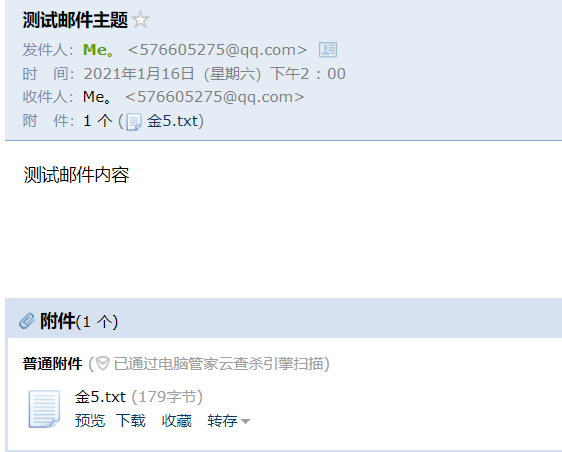 测试邮件主题
发件人：Me。 <576605275@qq.com>
时 间：2021年1月16日（星期六）下午2：00
收件人：Me。 <576605275@qq.com>
附 件：1 个 (金5.txt)
测试邮件内容
附件(1 个)
普通附件 (已通过电脑管家云查杀引擎扫描)
金5.txt (179字节)
预览 下载 收藏 转存